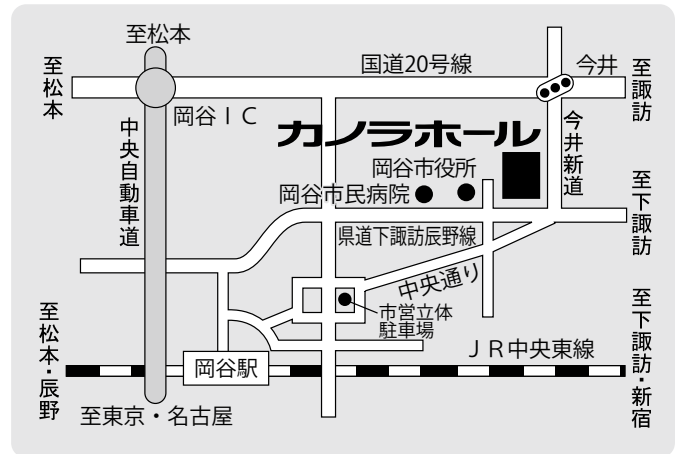 至松本
国道20号線
今井
至松本
至諏訪
岡谷ＩＣ
中央自動車道
カノラホール
今井新道
岡谷市役所
岡谷市民病院
至下諏訪
県道下諏訪辰野線
中央通り
市営立体
駐車場
至松本・辰野
ＪＲ中央東線
至下諏訪・新宿
岡谷駅
至東京・名古屋